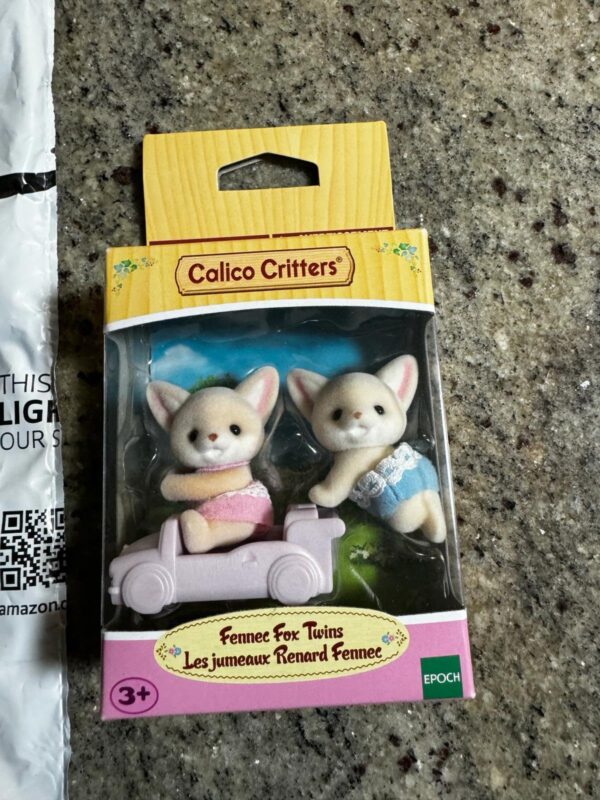 THIS
LIGH
OUR S
amazon.c
Calico Critters®
Fennec Fox Twins
Les jumeaux Renard Fennec
3+
EPOCH